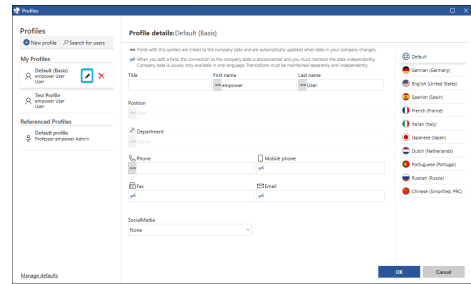 Profiles
Profiles
New profile
Search for users
My Profiles
Default (Basis)
empower User
User
Test Profile
empower User
User
Referenced Profiles
Default profile
Professor empower Admin
Manage defaults
Profile details: Default (Basis)
Fields with this symbol are linked to the company data and are automatically updated when data in your company changes.
When you edit a field, the connection to the company data is disconnected and you must maintain the data independently.
Company data is usually only available in one language. Translations must be maintained separately and independently.
Title
First name
Last name
empower
User
Position
Department
Phone
Mobile phone
Fax
Email
SocialMedia
None
Default
German (Germany)
English (United States)
Spanish (Spain)
French (France)
Italian (Italy)
Japanese (Japan)
Dutch (Netherlands)
Portuguese (Portugal)
Russian (Russia)
Chinese (Simplified, PRC)
OK
Cancel